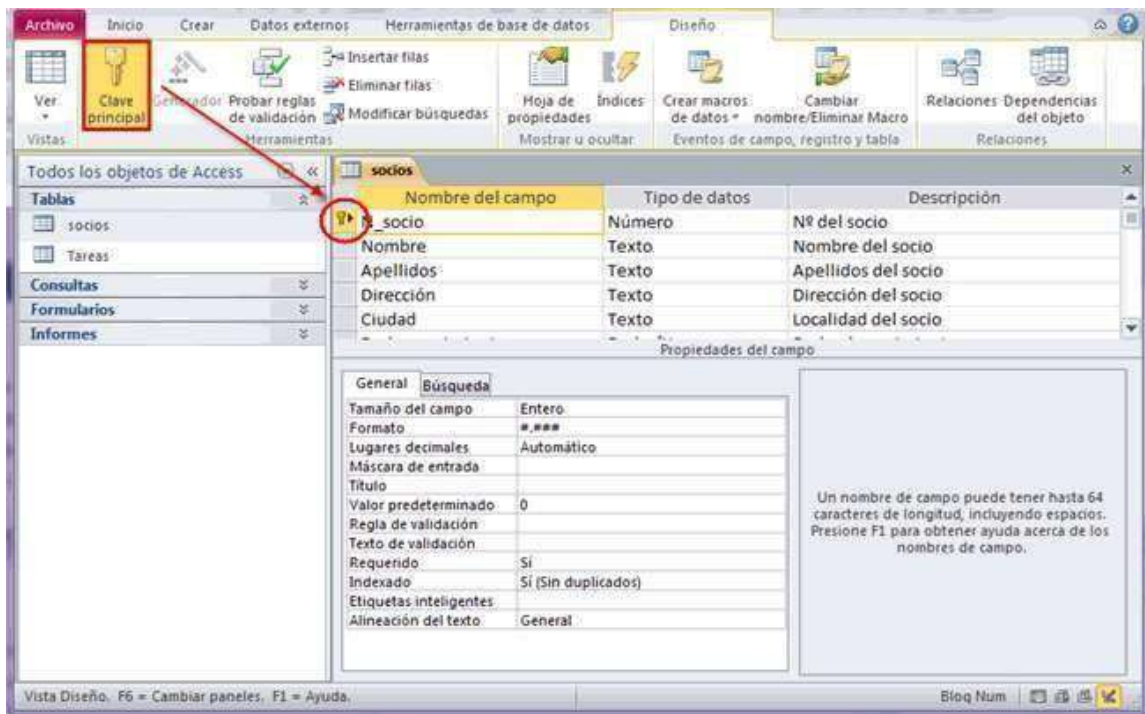 Archivo Inicio Crear Datos externos Herramientas de base de datos Diseño
Ver
Clave principal
Generador
Probar reglas de validación
Insertar filas
Eliminar filas
Modificar búsquedas
Hoja de propiedades
Índices
Crear macros de datos
Cambiar nombre/Eliminar Macro
Relaciones
Dependencias del objeto
Vistas Herramientas Mostrar u ocultar Eventos de campo, registro y tabla Relaciones
Todos los objetos de Access
Tablas
socios
Tareas
Consultas
Formularios
Informes
socios
Nombre del campo Tipo de datos Descripción
_socio Número Nº del socio
Nombre Texto Nombre del socio
Apellidos Texto Apellidos del socio
Dirección Texto Dirección del socio
Ciudad Texto Localidad del socio
Propiedades del campo
General Búsqueda
Tamaño del campo Entero
Formato #.###
Lugares decimales Automático
Máscara de entrada
Título
Valor predeterminado 0
Regla de validación
Texto de validación
Requerido Sí
Indexado Sí (Sin duplicados)
Etiquetas inteligentes
Alineación del texto General
Un nombre de campo puede tener hasta 64
caracteres de longitud, incluyendo espacios.
Presione F1 para obtener ayuda acerca de los
nombres de campo.
Vista Diseño. F6 = Cambiar paneles. F1 = Ayuda. Bloq Num